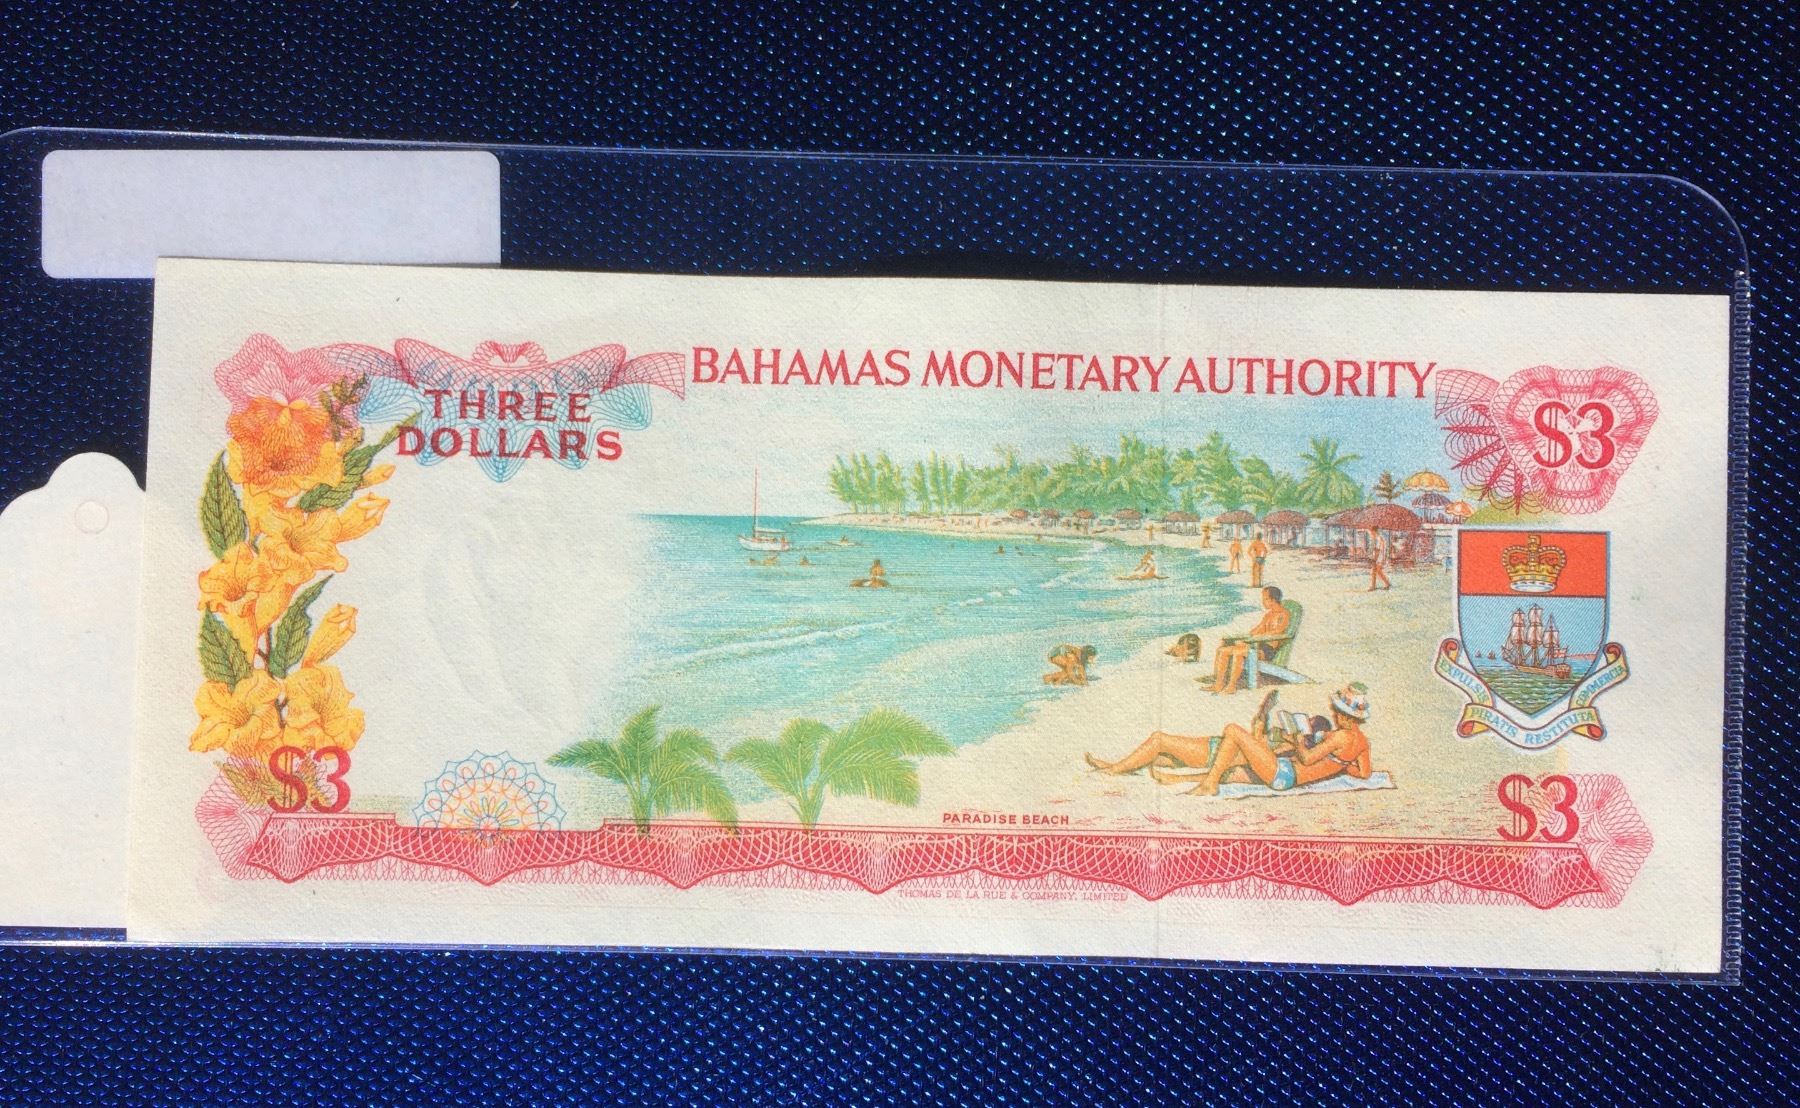 BAHAMAS MONETARY AUTHORITY
THREE
DOLLARS
$3
EXPULSIS PIRATIS RESTITUTA COMMERCIA
$3
$3
PARADISE BEACH
THOMAS DE LA RUE & COMPANY, LIMITED